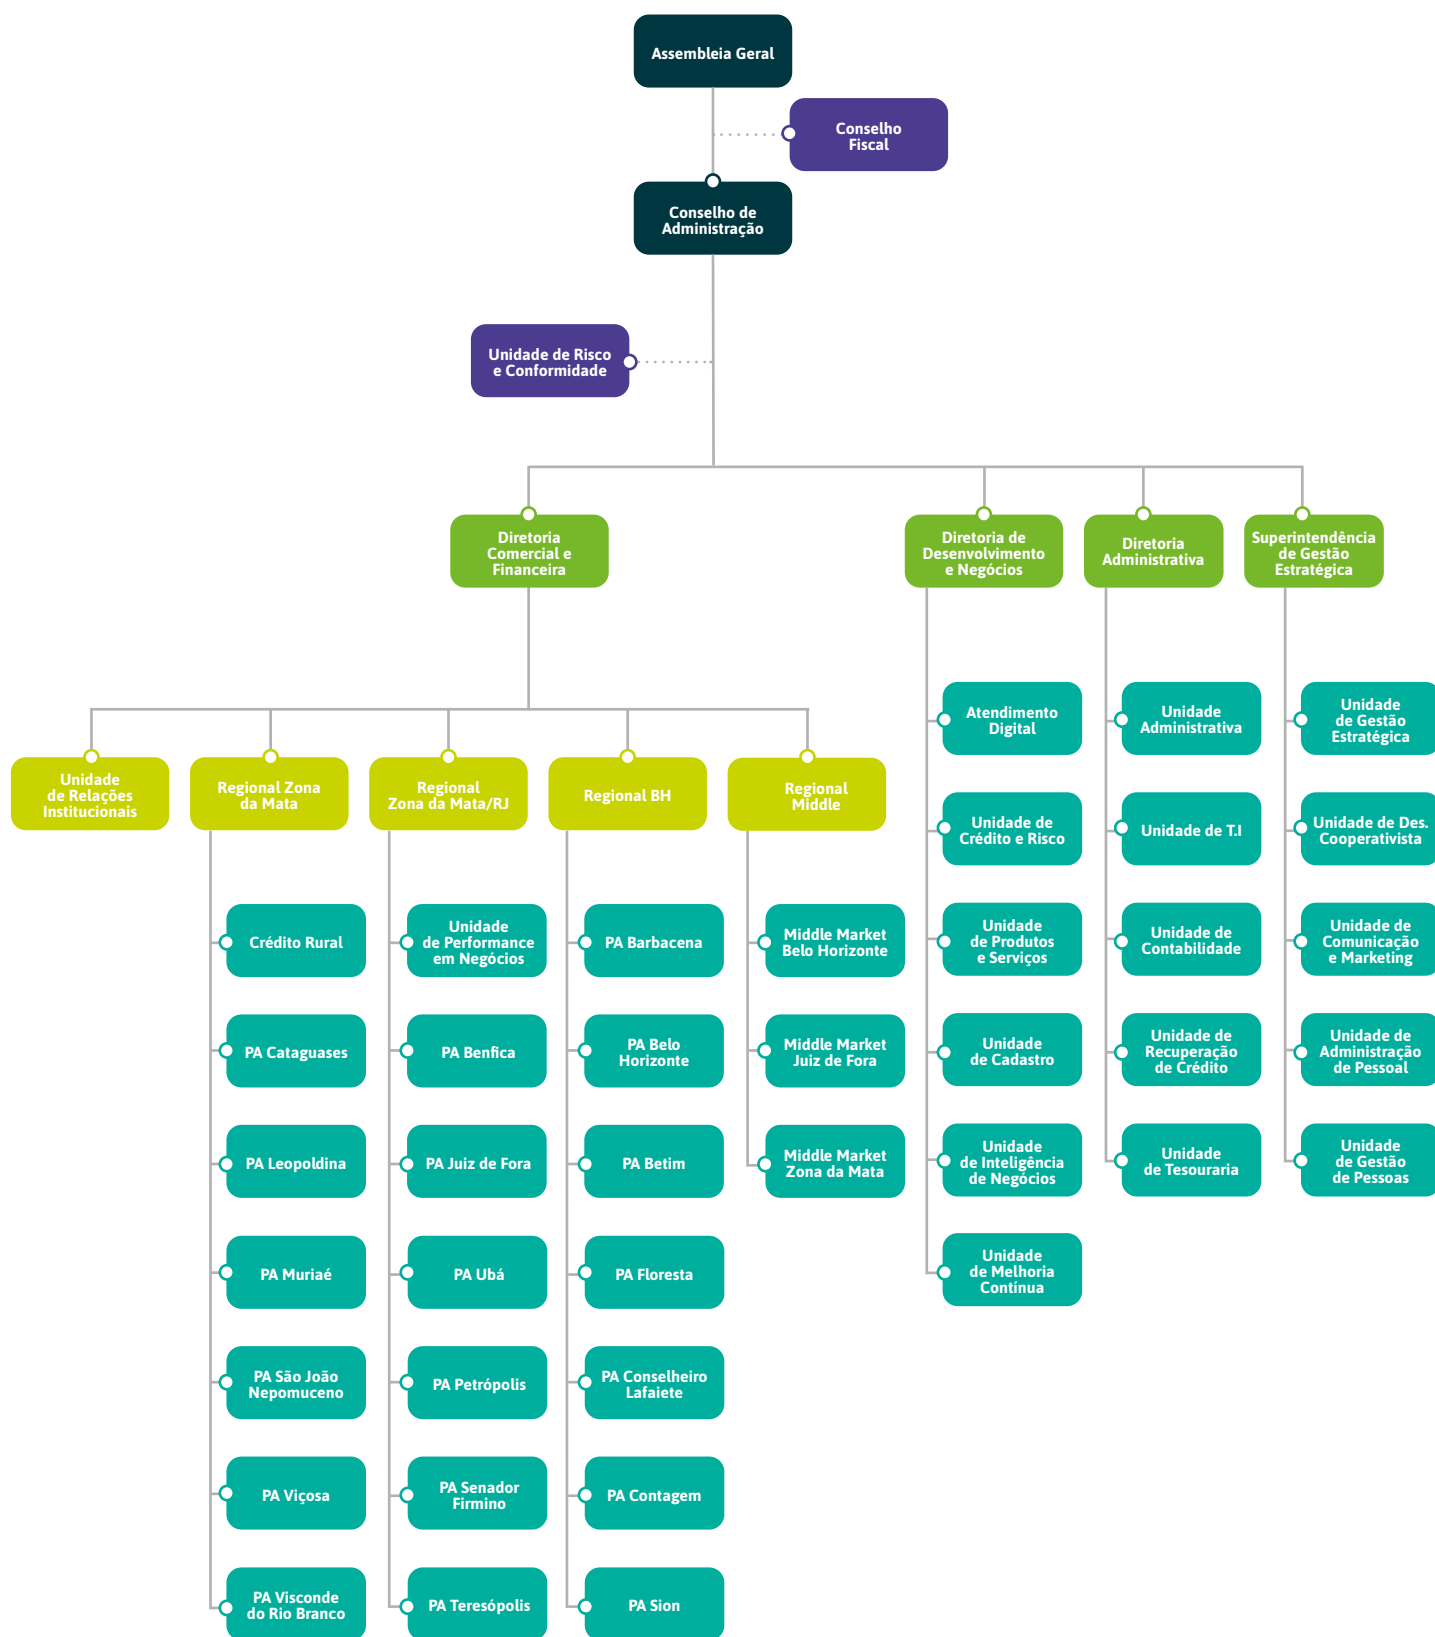 Assembleia Geral
Conselho
Fiscal
Conselho de
Administração
Unidade de Risco
e Conformidade
Diretoria
Comercial e
Financeira
Diretoria de
Desenvolvimento
e Negócios
Diretoria
Administrativa
Superintendência
de Gestão
Estratégica
Unidade
de Relações
Institucionais
Regional Zona
da Mata
Regional
Zona da Mata/RJ
Regional BH
Regional
Middle
Crédito Rural
PA Cataguases
PA Leopoldina
PA Muriaé
PA São João
Nepomuceno
PA Viçosa
PA Visconde
do Rio Branco
Unidade
de Performance
em Negócios
PA Benfica
PA Juiz de Fora
PA Ubá
PA Petrópolis
PA Senador
Firmino
PA Teresópolis
PA Barbacena
PA Belo
Horizonte
PA Betim
PA Floresta
PA Conselheiro
Lafaiete
PA Contagem
PA Sion
Middle Market
Belo Horizonte
Middle Market
Juiz de Fora
Middle Market
Zona da Mata
Atendimento
Digital
Unidade de
Crédito e Risco
Unidade
de Produtos
e Serviços
Unidade
de Cadastro
Unidade
de Inteligência
de Negócios
Unidade
de Melhoria
Contínua
Unidade
Administrativa
Unidade de T.I
Unidade de
Contabilidade
Unidade de
Recuperação
de Crédito
Unidade
de Tesouraria
Unidade
de Gestão
Estratégica
Unidade de Des.
Cooperativista
Unidade de
Comunicação
e Marketing
Unidade de
Administração
de Pessoal
Unidade
de Gestão
de Pessoas